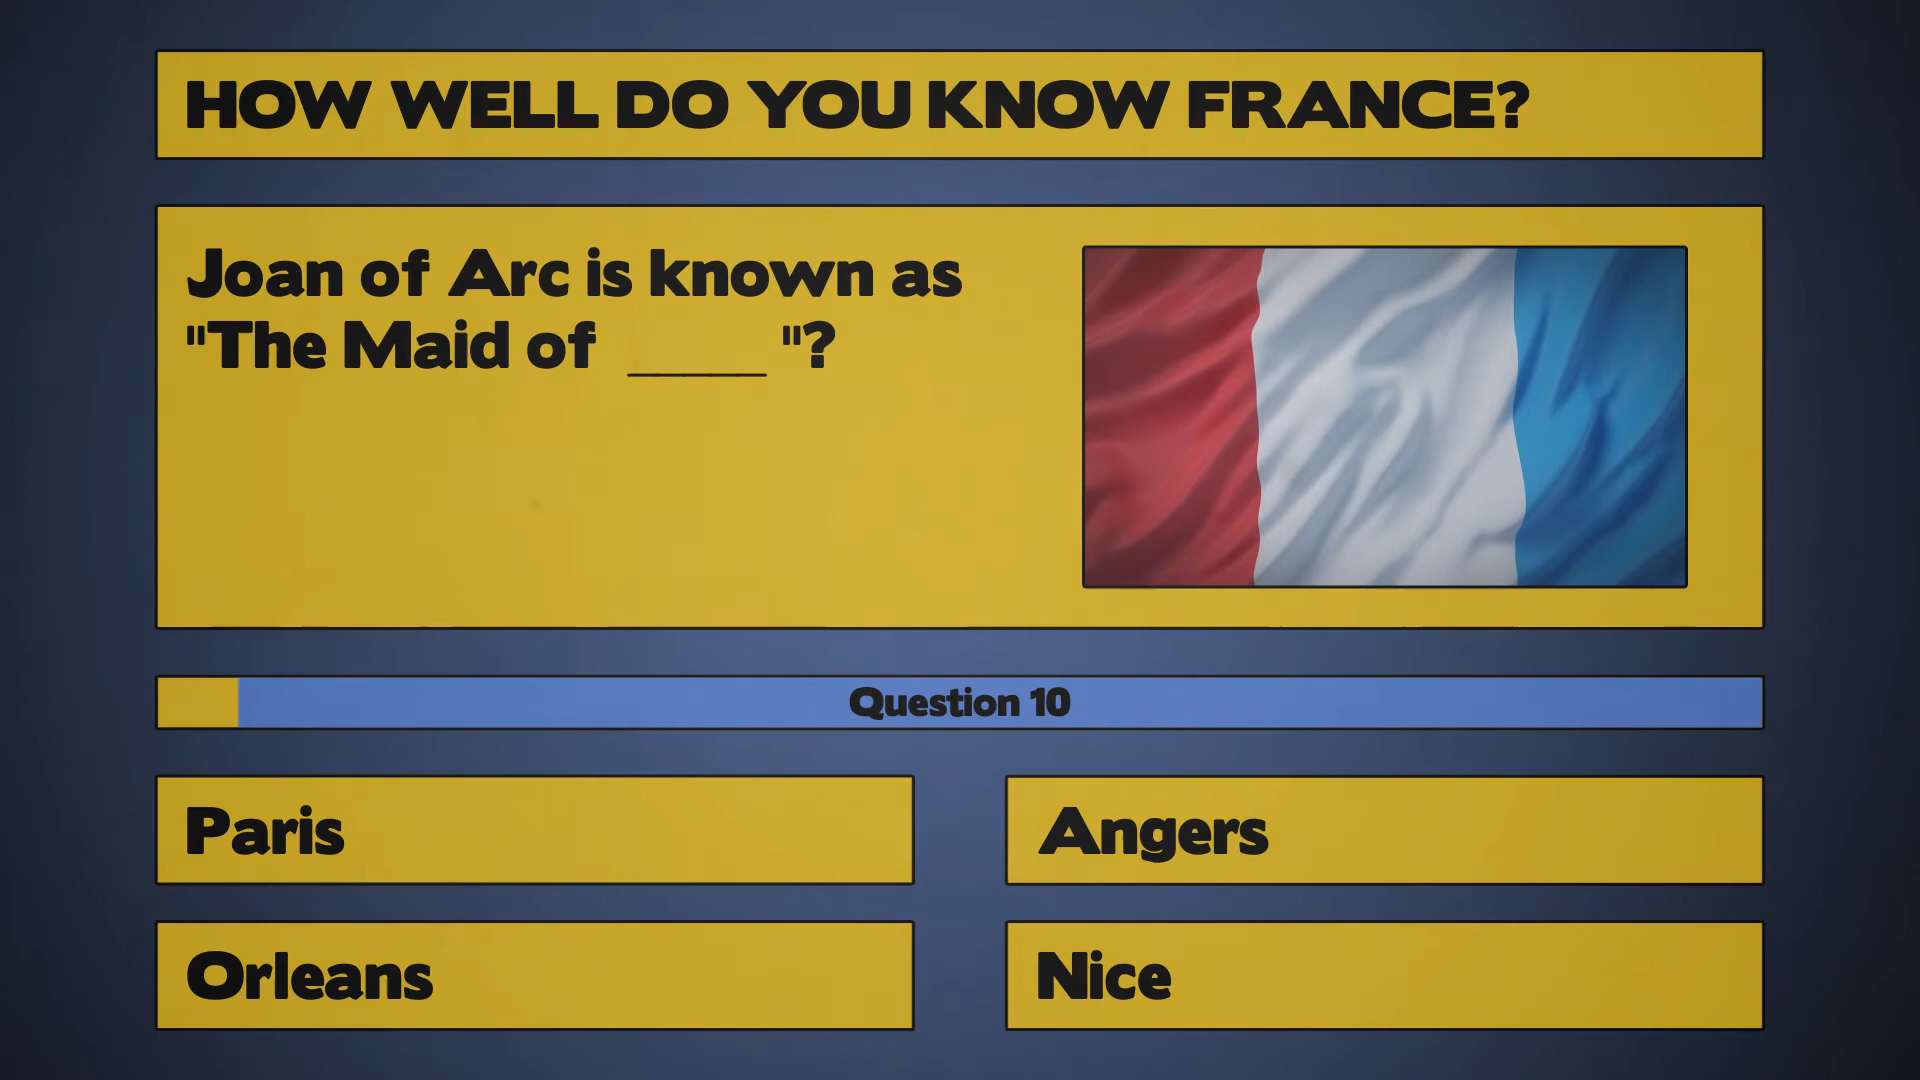 HOW WELL DO YOU KNOW FRANCE?
Joan of Arc is known as
"The Maid of _____ "?
Question 10
Paris
Angers
Orleans
Nice